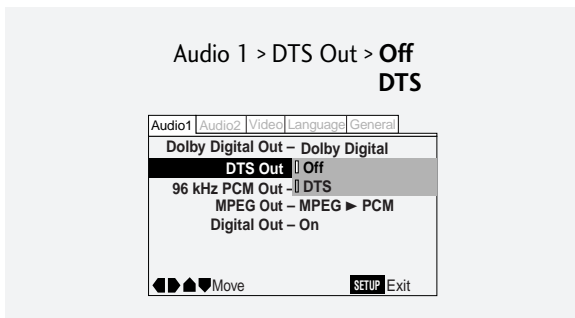 Audio 1 > DTS Out > Off
DTS
Audio1 Audio2 Video Language General
Dolby Digital Out – Dolby Digital
DTS Out Off
96 kHz PCM Out – DTS
MPEG Out – MPEG ► PCM
Digital Out – On
Move SETUP Exit